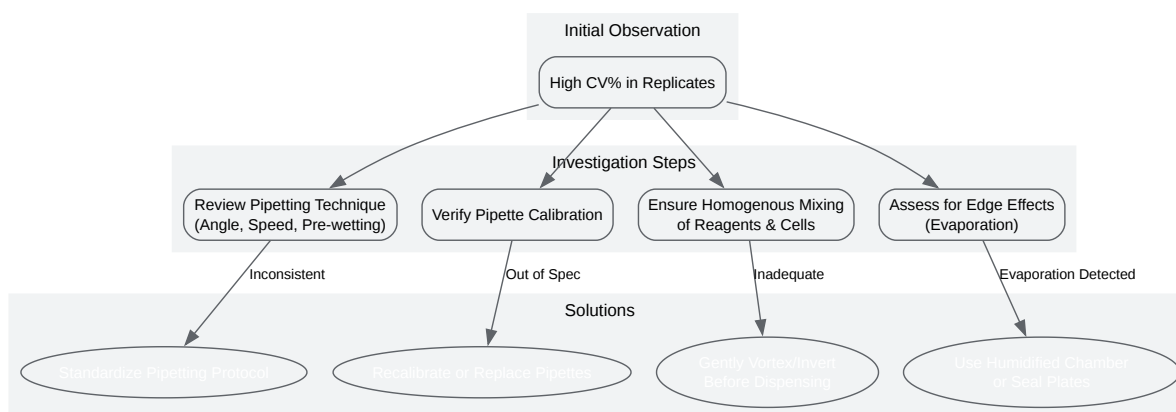 Initial Observation
High CV% in Replicates
Investigation Steps
Review Pipetting Technique
(Angle, Speed, Pre-wetting)
Verify Pipette Calibration
Ensure Homogenous Mixing
of Reagents & Cells
Assess for Edge Effects
(Evaporation)
Inconsistent
Out of Spec
Inadequate
Evaporation Detected
Solutions
Standardize Pipetting Protocol
Recalibrate or Replace Pipettes
Gently Vortex/Invert
Before Dispensing
Use Humidified Chamber
or Seal Plates